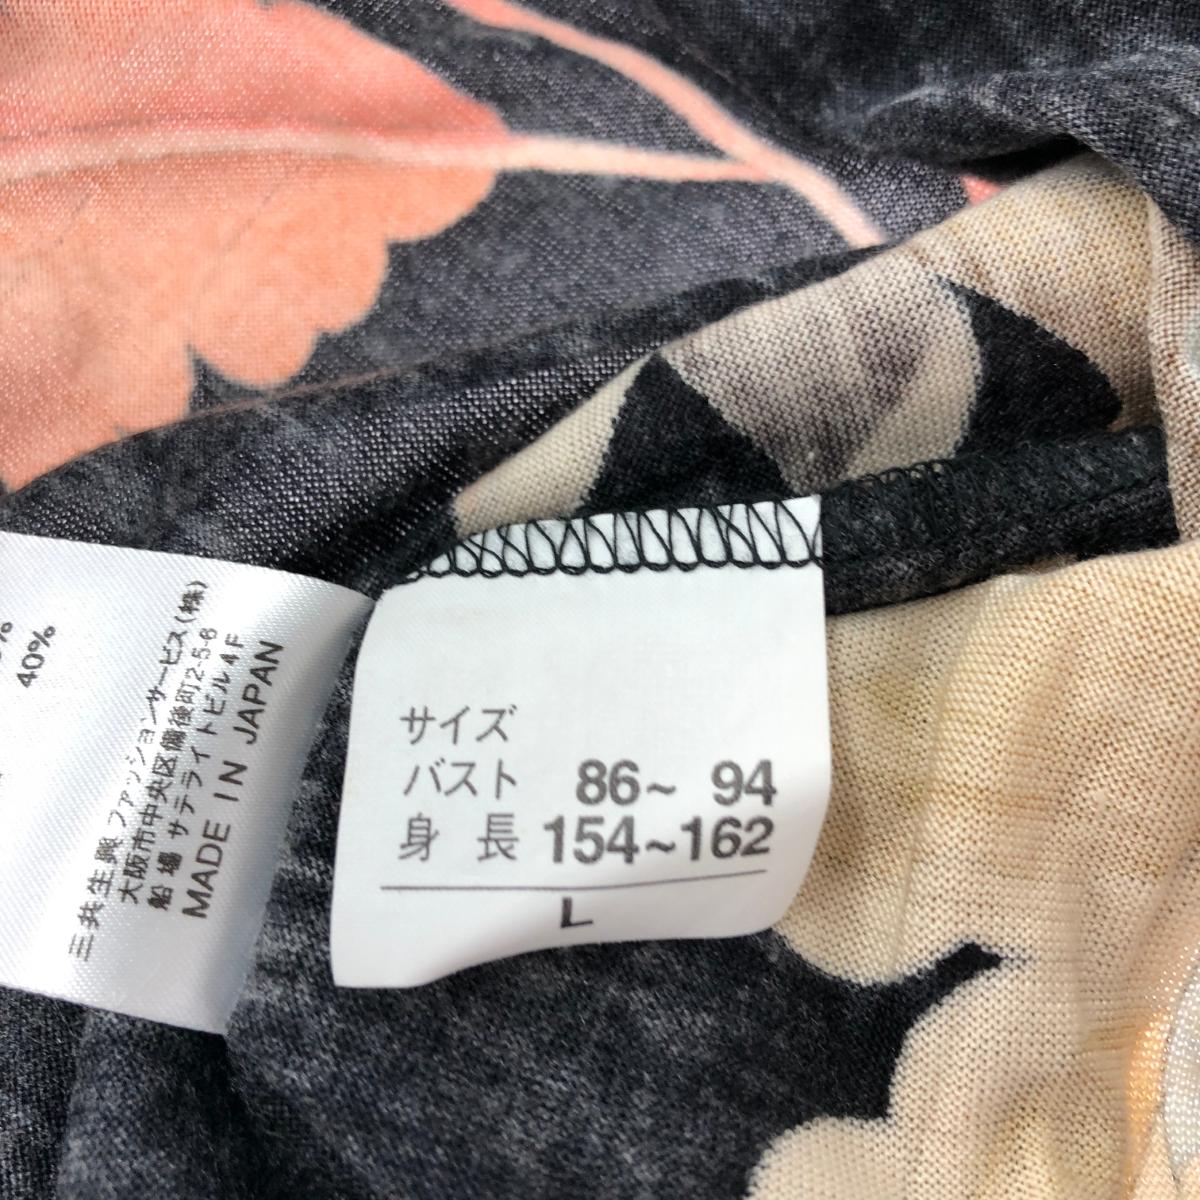 40%
三共生興ファッションサービス(株)
大阪市中央区備後町2-5-6
船場サテライトビル4F
MADE IN JAPAN
サイズ
バスト 86~ 94
身 長 154~162
L